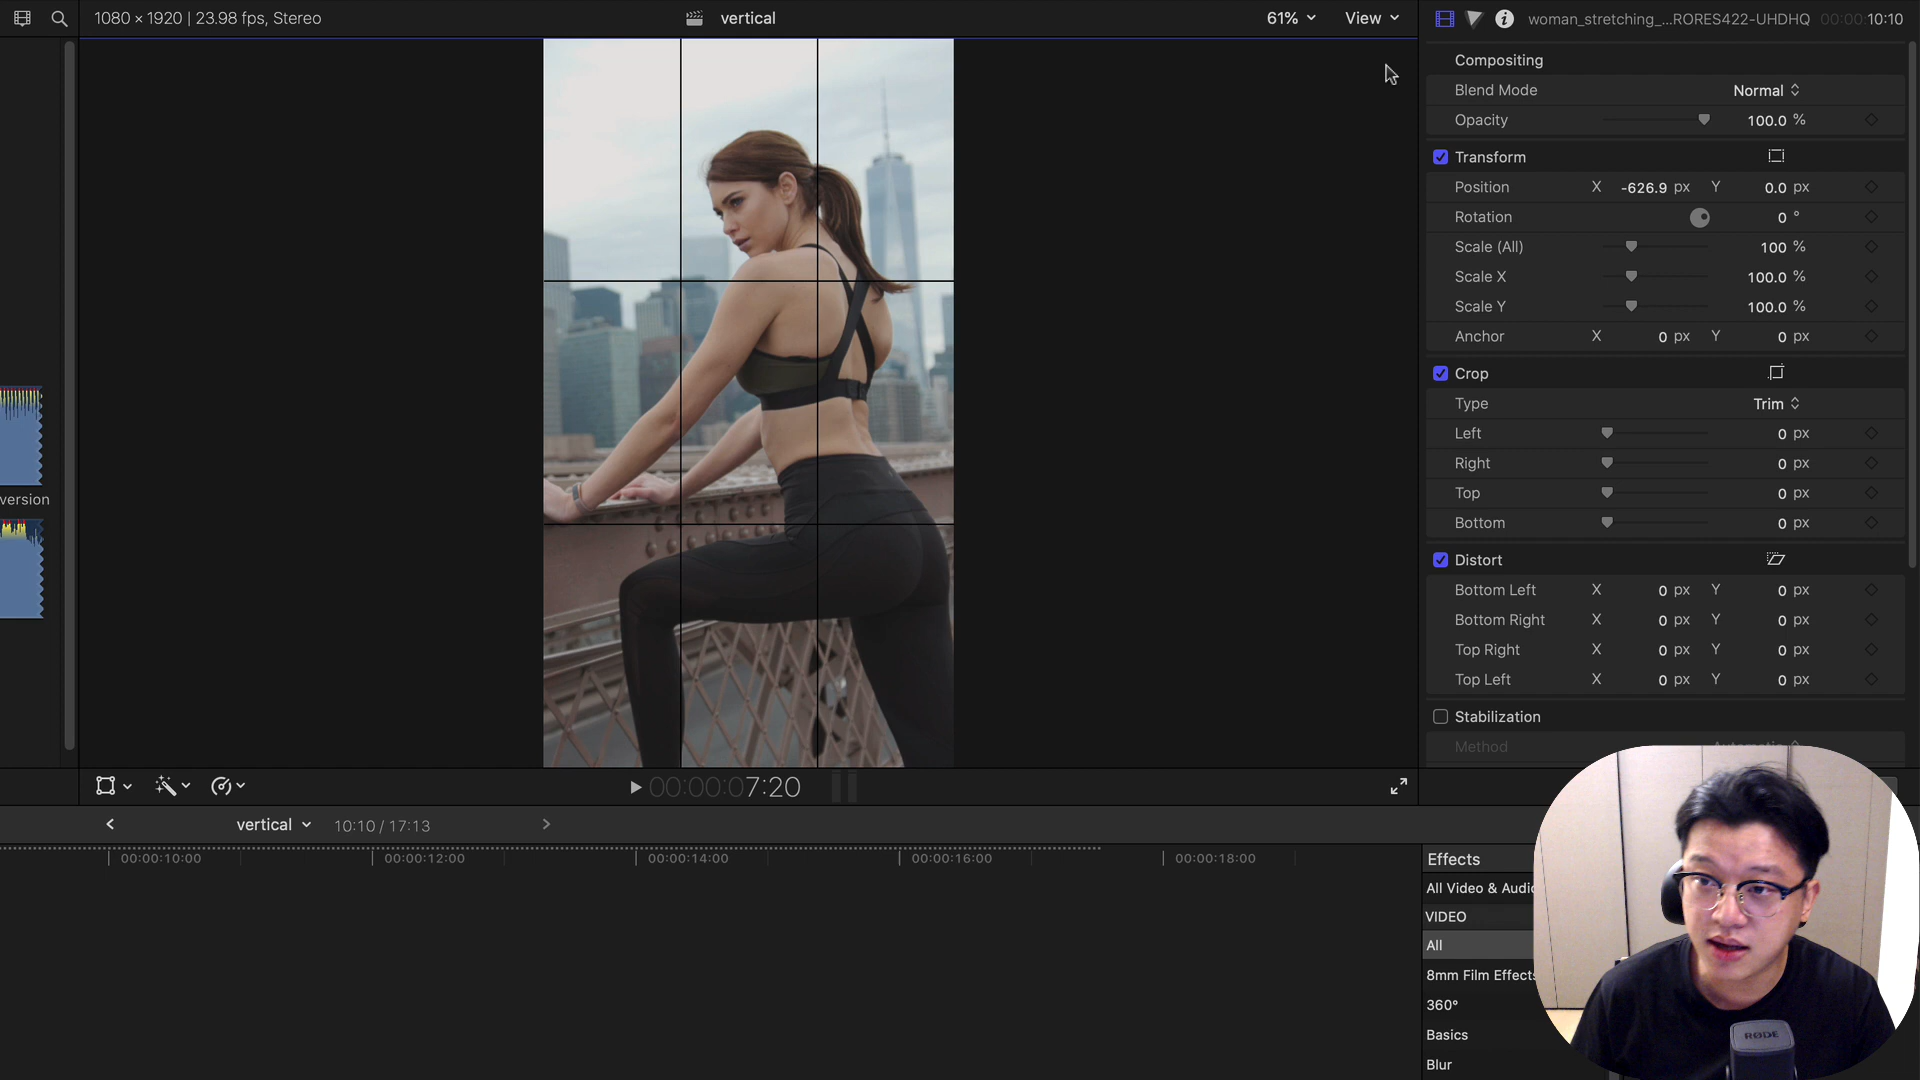 1080 × 1920 | 23.98 fps, Stereo
vertical
61%
View
woman_stretching_...RORES422-UHDHQ
00:00:10:10
Compositing
Blend Mode
Normal
Opacity
100.0 %
Transform
Position X -626.9 px Y 0.0 px
Rotation 0 °
Scale (All) 100 %
Scale X 100.0 %
Scale Y 100.0 %
Anchor X 0 px Y 0 px
Crop
Type Trim
Left 0 px
Right 0 px
Top 0 px
Bottom 0 px
Distort
Bottom Left X 0 px Y 0 px
Bottom Right X 0 px Y 0 px
Top Right X 0 px Y 0 px
Top Left X 0 px Y 0 px
Stabilization
Method Automatic
version
00:00:07:20
vertical
10:10 / 17:13
00:00:10:00
00:00:12:00
00:00:14:00
00:00:16:00
00:00:18:00
Effects
All Video & Audio
VIDEO
All
8mm Film Effects
360°
Basics
Blur
RØDE